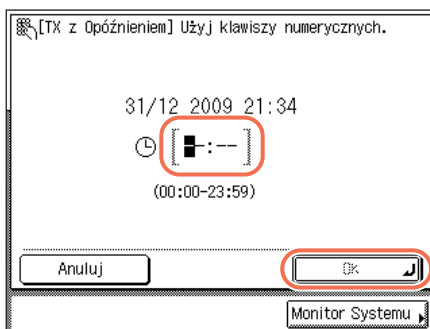 [TX z Opóźnieniem] Użyj klawiszy numerycznych.
31/12 2009 21:34
[ -:-- ]
(00:00-23:59)
Anuluj
OK
Monitor Systemu